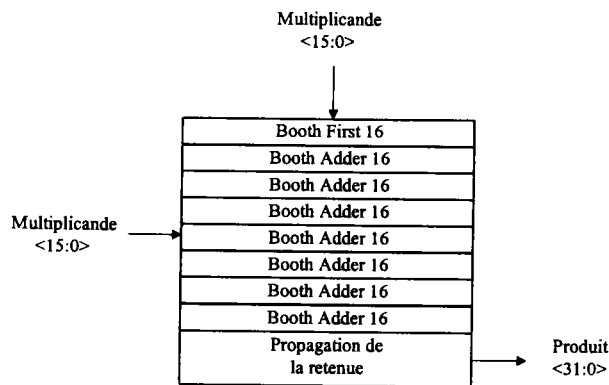 Multiplicande
<15:0>
Booth First 16
Booth Adder 16
Booth Adder 16
Booth Adder 16
Multiplicande
<15:0>
Booth Adder 16
Booth Adder 16
Booth Adder 16
Booth Adder 16
Propagation de
la retenue
Produit
<31:0>